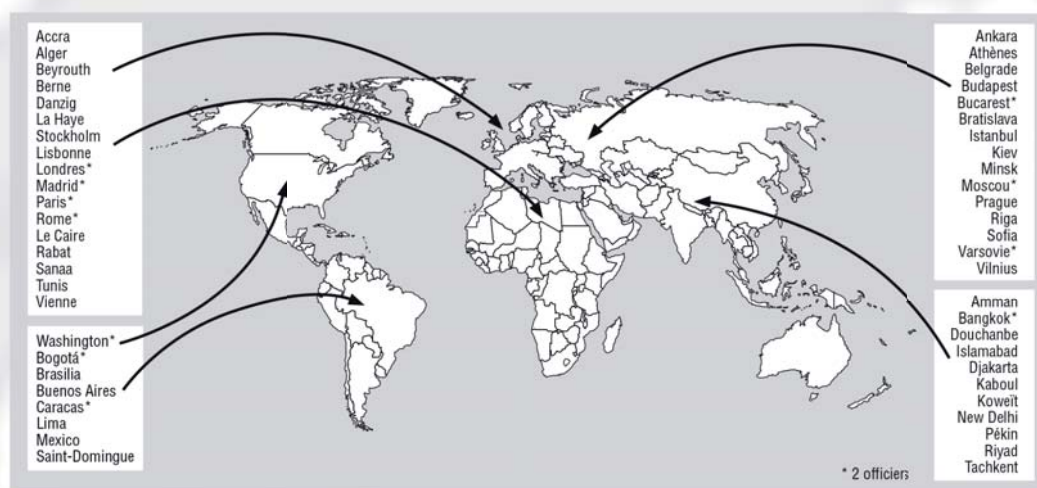 Accra
Alger
Beyrouth
Berne
Danzig
La Haye
Stockholm
Lisbonne
Londres*
Madrid*
Paris*
Rome*
Le Caire
Rabat
Sanaa
Tunis
Vienne
Washington*
Bogotá*
Brasilia
Buenos Aires
Caracas*
Lima
Mexico
Saint-Domingue
Ankara
Athènes
Belgrade
Budapest
Bucarest*
Bratislava
Istanbul
Kiev
Minsk
Moscou*
Prague
Riga
Sofia
Varsovie*
Vilnius
Amman
Bangkok*
Douchanbe
Islamabad
Djakarta
Kaboul
Koweït
New Delhi
Pékin
Riyad
Tachkent
* 2 officiers